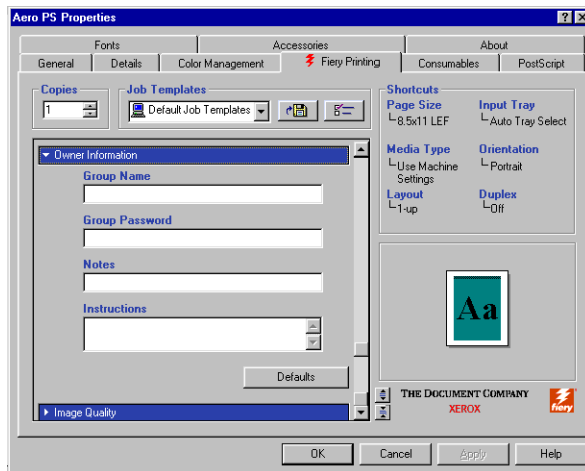 Aero PS Properties
Fonts Accessories About
General Details Color Management Fiery Printing Consumables PostScript
Copies
1
Job Templates
Default Job Templates
Owner Information
Group Name
Group Password
Notes
Instructions
Defaults
Image Quality
Shortcuts
Page Size Input Tray
8.5x11 LEF Auto Tray Select
Media Type Orientation
Use Machine Portrait
Settings
Layout Duplex
1-up Off
Aa
THE DOCUMENT COMPANY
XEROX
fiery
OK Cancel Apply Help